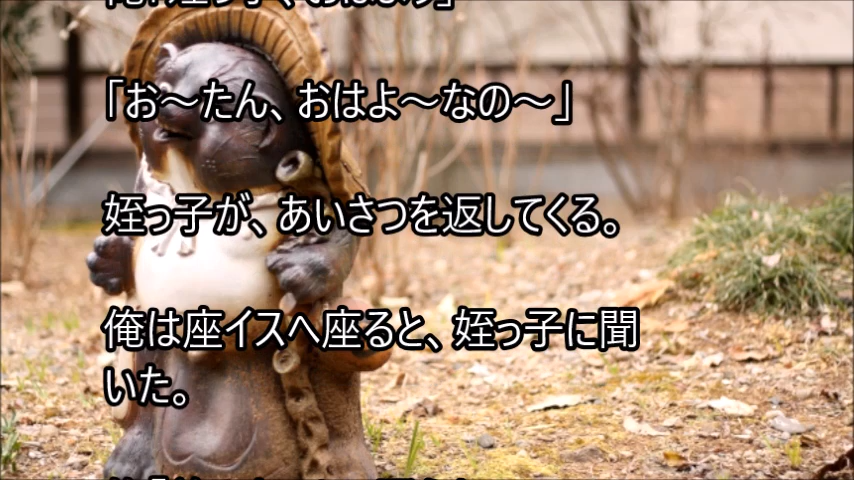 「お～たん、おはよ～なの～」
姪っ子が、あいさつを返してくる。
俺は座イスへ座ると、姪っ子に聞
いた。